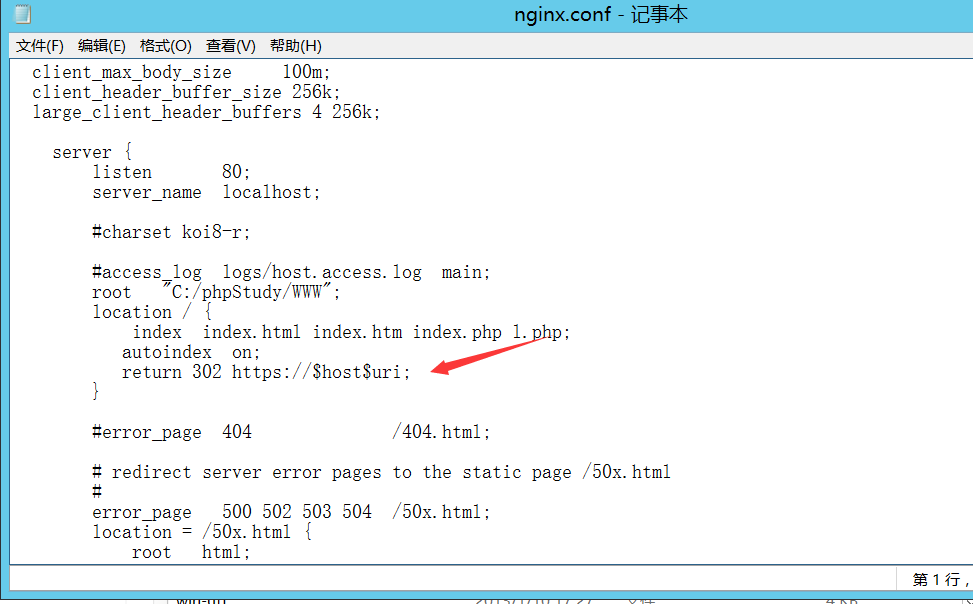 nginx.conf - 记事本
文件(F) 编辑(E) 格式(O) 查看(V) 帮助(H)
client_max_body_size     100m;
client_header_buffer_size 256k;
large_client_header_buffers 4 256k;
server {
listen       80;
server_name  localhost;
#charset koi8-r;
#access_log  logs/host.access.log  main;
root   "C:/phpStudy/WWW";
location / {
index  index.html index.htm index.php l.php;
autoindex  on;
return 302 https://$host$uri;
}
#error_page  404              /404.html;
# redirect server error pages to the static page /50x.html
#
error_page   500 502 503 504  /50x.html;
location = /50x.html {
root   html;
第 1 行，